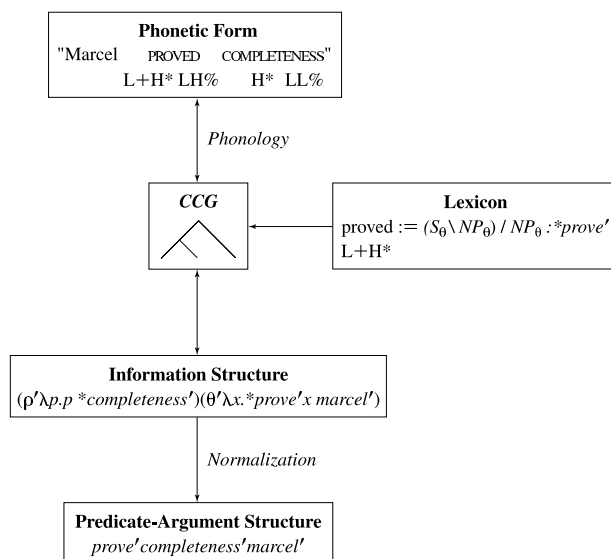 Phonetic Form
"Marcel PROVED COMPLETENESS"
L+H* LH% H* LL%
Phonology
CCG
Lexicon
proved := (Sθ\NPθ) / NPθ :*prove′
L+H*
Information Structure
(ρ′λp.p *completeness′)(θ′λx.*prove′x marcel′)
Normalization
Predicate-Argument Structure
prove′completeness′marcel′